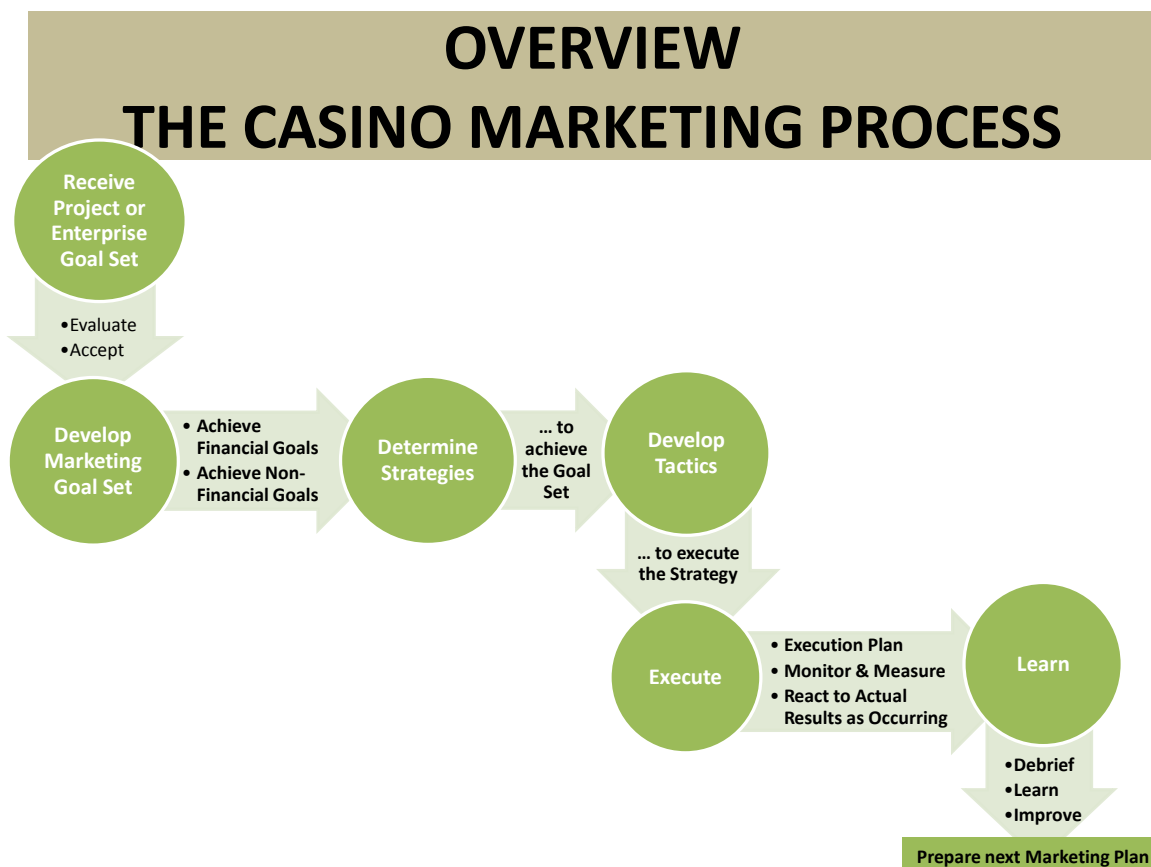 OVERVIEW
THE CASINO MARKETING PROCESS
Receive
Project or
Enterprise
Goal Set
•Evaluate
•Accept
Develop
Marketing
Goal Set
• Achieve
Financial Goals
• Achieve Non-
Financial Goals
Determine
Strategies
... to
achieve
the Goal
Set
Develop
Tactics
... to execute
the Strategy
Execute
• Execution Plan
• Monitor & Measure
• React to Actual
Results as Occurring
Learn
•Debrief
•Learn
•Improve
Prepare next Marketing Plan